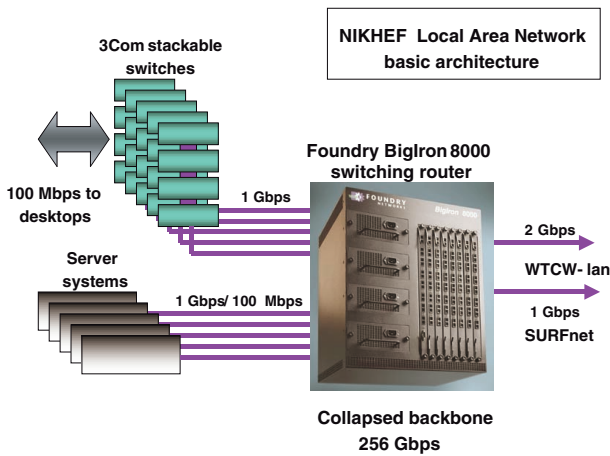 NIKHEF Local Area Network
basic architecture
3Com stackable
switches
100 Mbps to
desktops
1 Gbps
Foundry BigIron 8000
switching router
FOUNDRY
NETWORKS
BigIron 8000
2 Gbps
WTCW- lan
1 Gbps
SURFnet
Server
systems
1 Gbps/ 100 Mbps
Collapsed backbone
256 Gbps